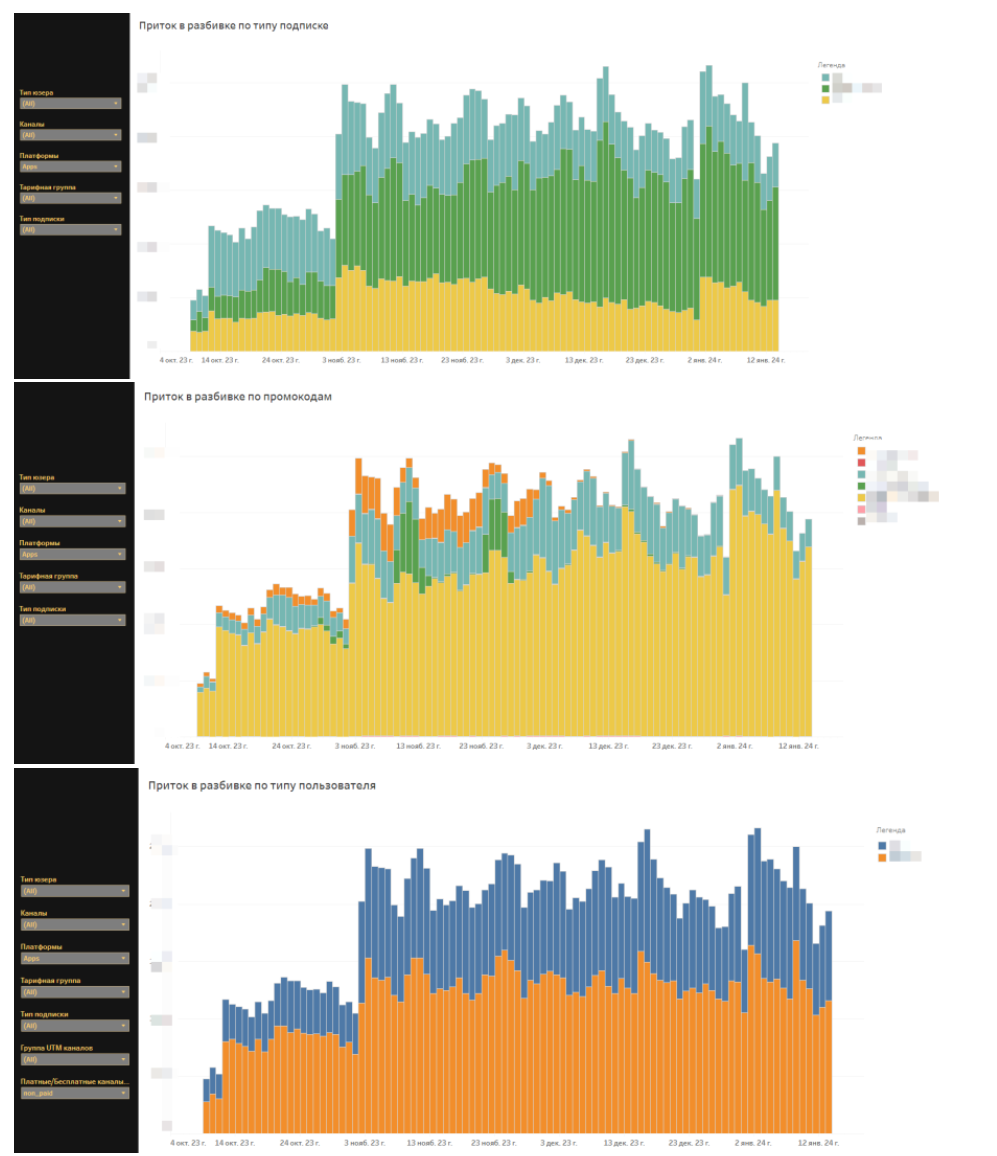 Приток в разбивке по типу подписке
Легенда
Тип юзера
(All)
Каналы
(All)
Платформы
Apps
Тарифная группа
(All)
Тип подписки
(All)
4 окт. 23 г. 14 окт. 23 г. 24 окт. 23 г. 3 нояб. 23 г. 13 нояб. 23 г. 23 нояб. 23 г. 3 дек. 23 г. 13 дек. 23 г. 23 дек. 23 г. 2 янв. 24 г. 12 янв. 24 г.
Приток в разбивке по промокодам
Легенда
Тип юзера
(All)
Каналы
(All)
Платформы
Apps
Тарифная группа
(All)
Тип подписки
(All)
4 окт. 23 г. 14 окт. 23 г. 24 окт. 23 г. 3 нояб. 23 г. 13 нояб. 23 г. 23 нояб. 23 г. 3 дек. 23 г. 13 дек. 23 г. 23 дек. 23 г. 2 янв. 24 г. 12 янв. 24 г.
Приток в разбивке по типу пользователя
Легенда
Тип юзера
(All)
Каналы
(All)
Платформы
Apps
Тарифная группа
(All)
Тип подписки
(All)
Группа UTM каналов
(All)
Платные/Бесплатные каналы...
non_paid
4 окт. 23 г. 14 окт. 23 г. 24 окт. 23 г. 3 нояб. 23 г. 13 нояб. 23 г. 23 нояб. 23 г. 3 дек. 23 г. 13 дек. 23 г. 23 дек. 23 г. 2 янв. 24 г. 12 янв. 24 г.